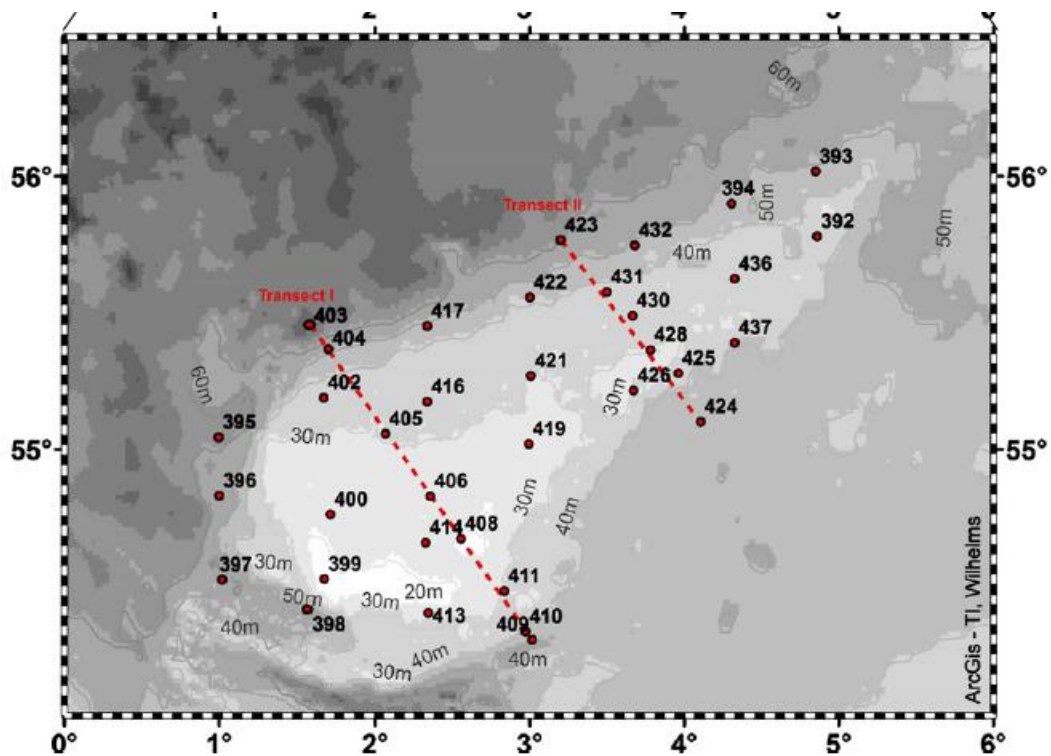 1 2 3 4 5
60m
56° 393 56°
394
Transect II 50m
423 432 392
40m 50m
Transect I 422 431 436
403 417 430
404 428 437
421 425
402 416 426
60m 30m 424
395 405
30m 419
55° 55°
396 406
400 30m
414 408 40m
397 30m 399 411
50m 30m 20m
398 413 409 410
40m 40m 40m
30m
ArcGis - TI, Wilhelms
0° 1° 2° 3° 4° 5° 6°